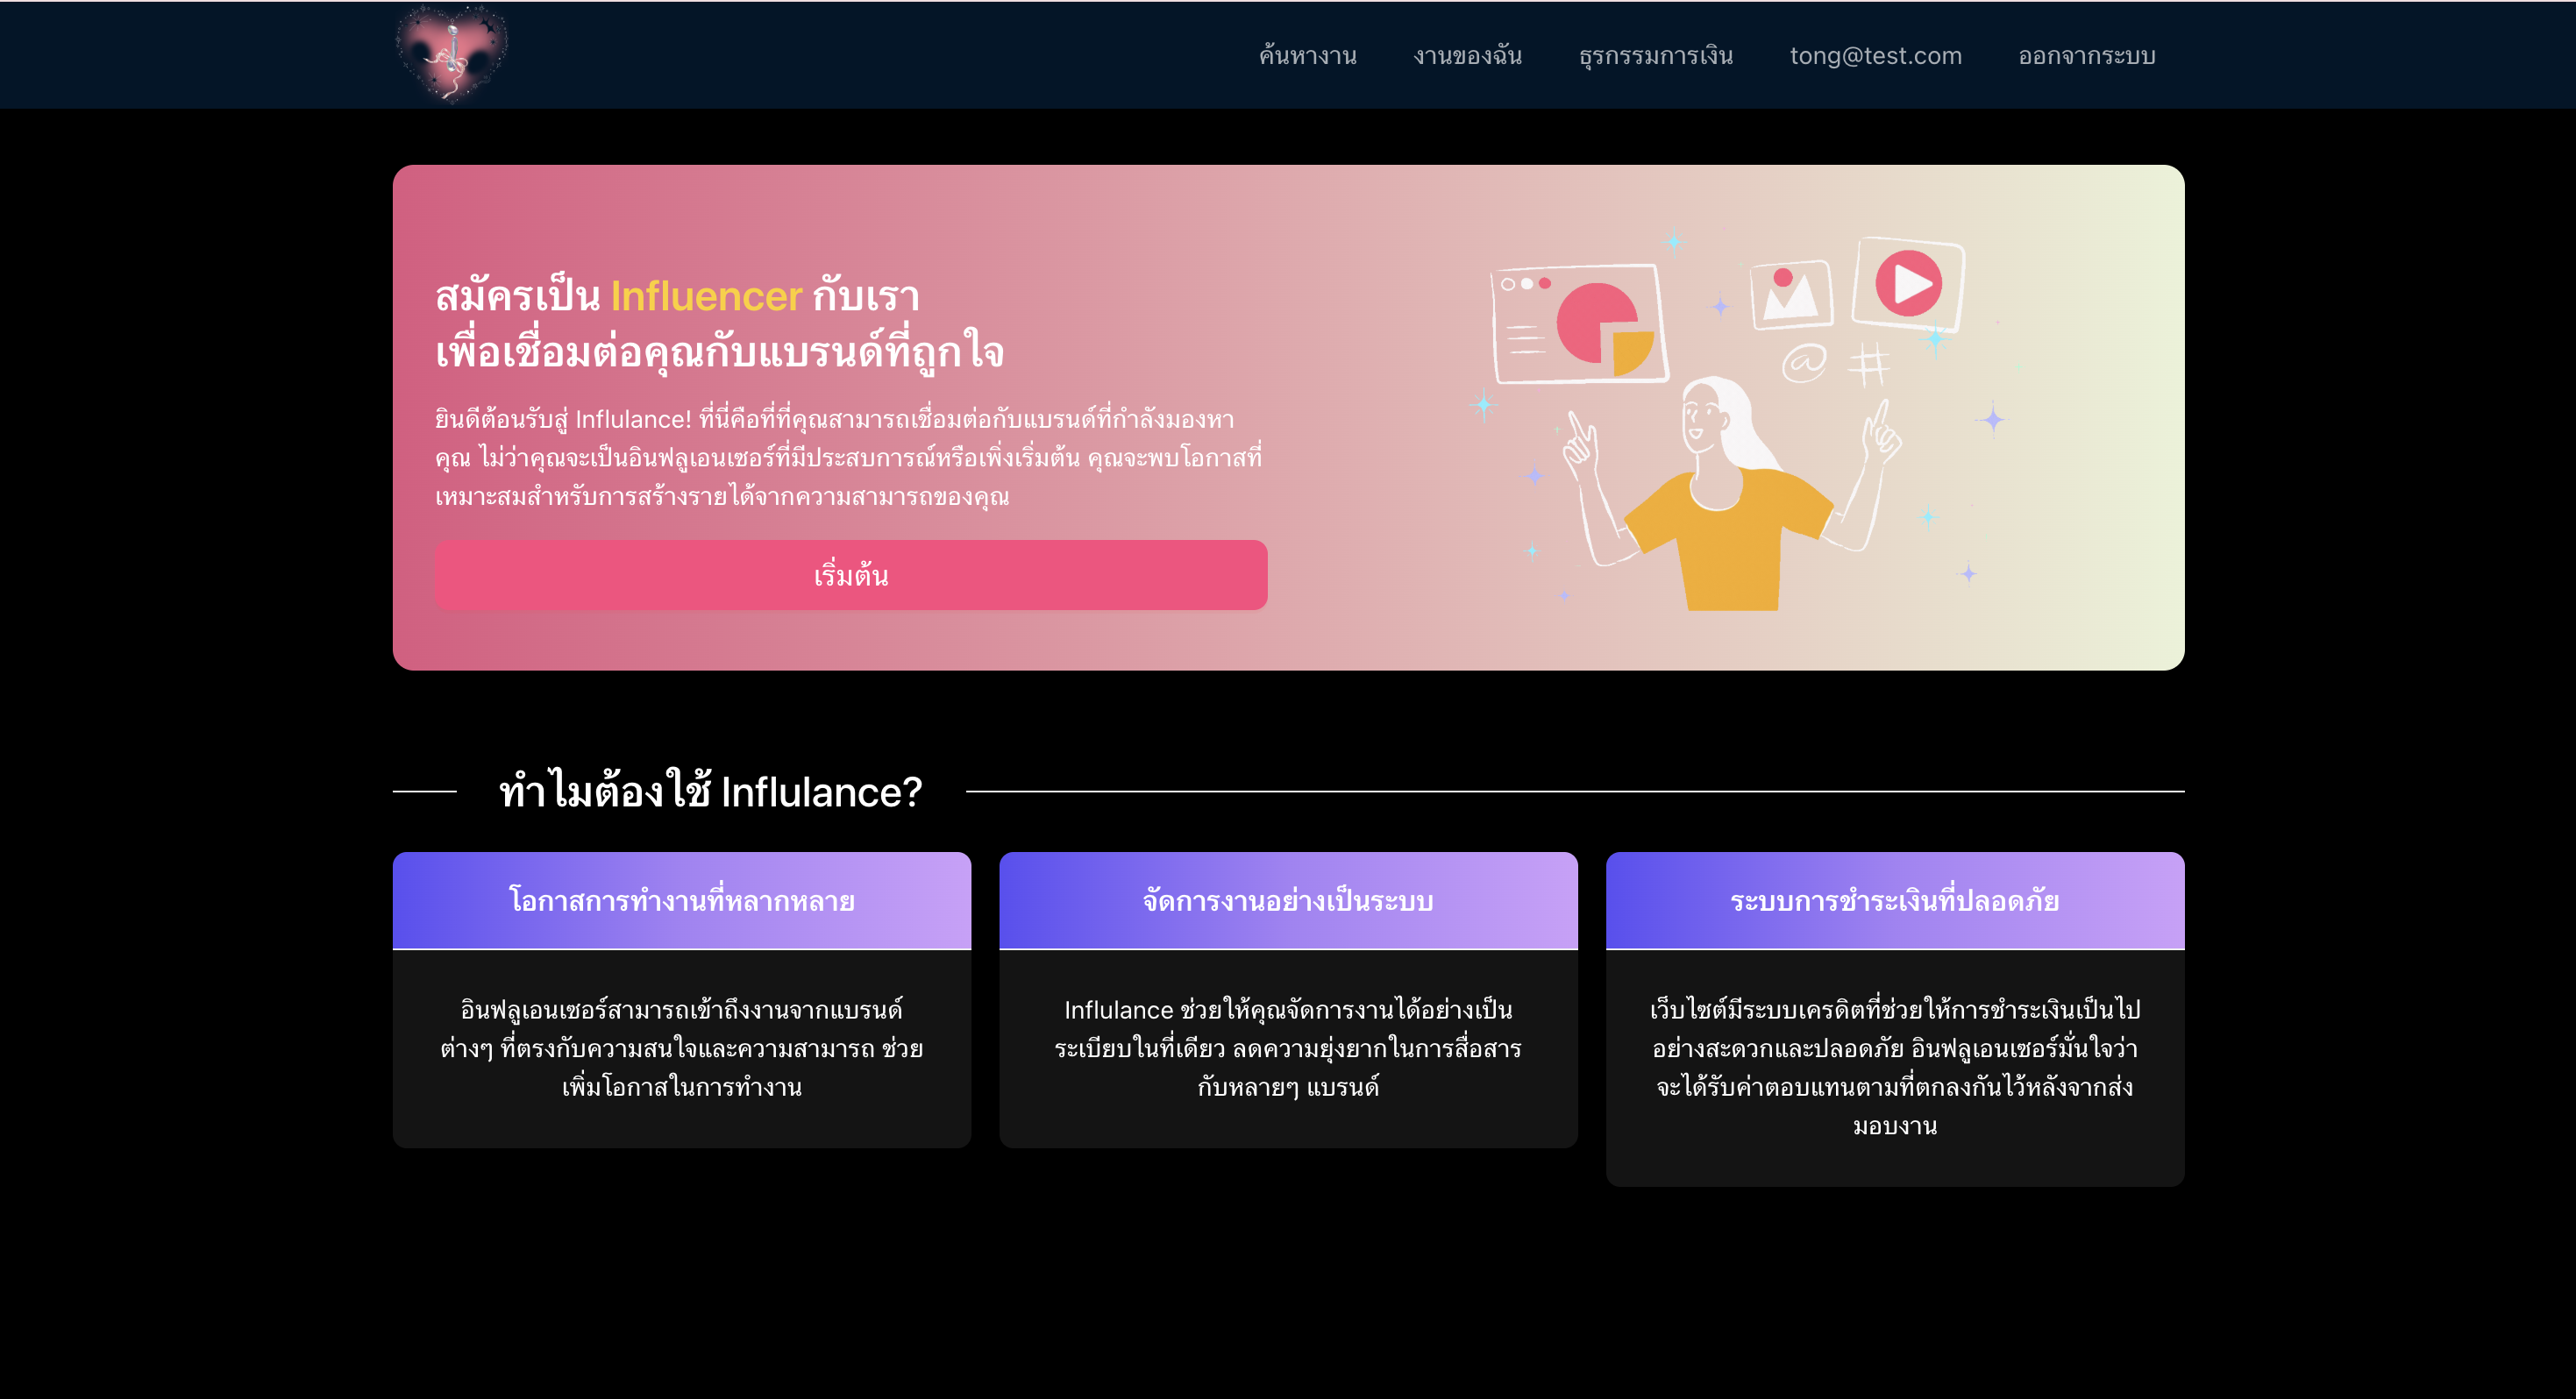 ค้นหางาน งานของฉัน ธุรกรรมการเงิน tong@test.com ออกจากระบบ
สมัครเป็น Influencer กับเรา
เพื่อเชื่อมต่อคุณกับแบรนด์ที่ถูกใจ
ยินดีต้อนรับสู่ Influlance! ที่นี่คือที่ที่คุณสามารถเชื่อมต่อกับแบรนด์ที่กำลังมองหา
คุณ ไม่ว่าคุณจะเป็นอินฟลูเอนเซอร์ที่มีประสบการณ์หรือเพิ่งเริ่มต้น คุณจะพบโอกาสที่
เหมาะสมสำหรับการสร้างรายได้จากความสามารถของคุณ
เริ่มต้น
@ #
ทำไมต้องใช้ Influlance?
โอกาสการทำงานที่หลากหลาย
อินฟลูเอนเซอร์สามารถเข้าถึงงานจากแบรนด์
ต่างๆ ที่ตรงกับความสนใจและความสามารถ ช่วย
เพิ่มโอกาสในการทำงาน
จัดการงานอย่างเป็นระบบ
Influlance ช่วยให้คุณจัดการงานได้อย่างเป็น
ระเบียบในที่เดียว ลดความยุ่งยากในการสื่อสาร
กับหลายๆ แบรนด์
ระบบการชำระเงินที่ปลอดภัย
เว็บไซต์มีระบบเครดิตที่ช่วยให้การชำระเงินเป็นไป
อย่างสะดวกและปลอดภัย อินฟลูเอนเซอร์มั่นใจว่า
จะได้รับค่าตอบแทนตามที่ตกลงกันไว้หลังจากส่ง
มอบงาน